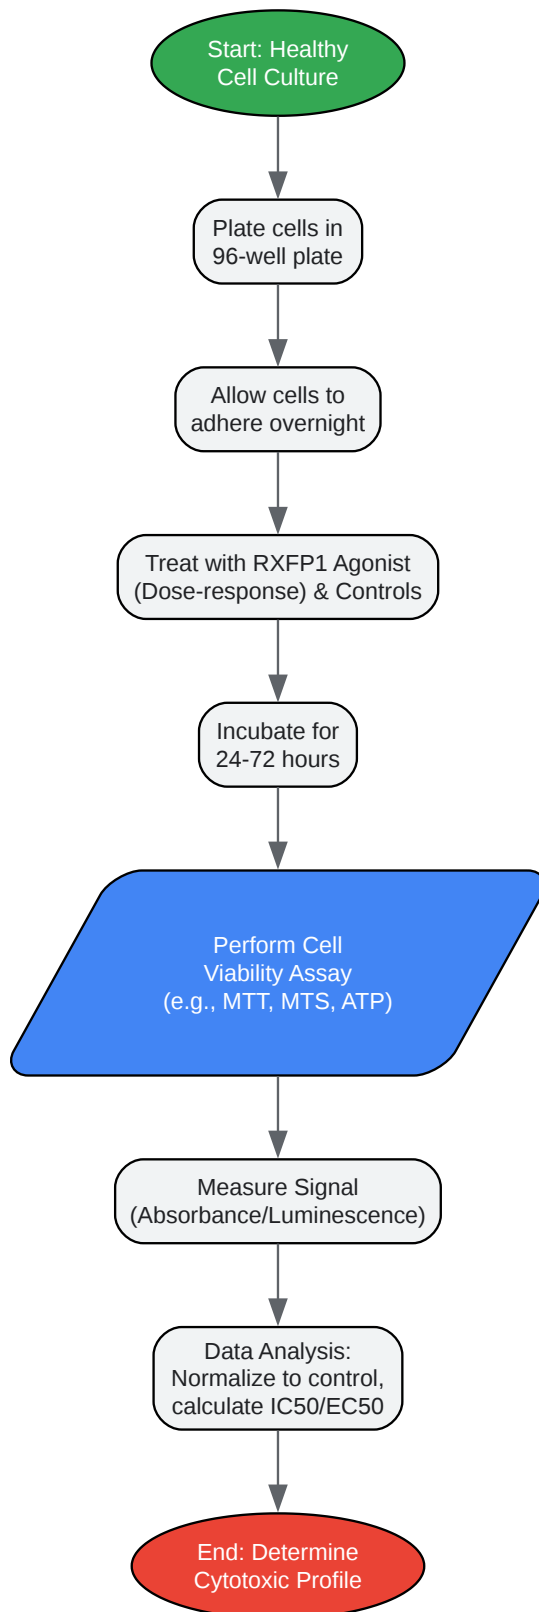 Start: Healthy
Cell Culture
Plate cells in
96-well plate
Allow cells to
adhere overnight
Treat with RXFP1 Agonist
(Dose-response) & Controls
Incubate for
24-72 hours
Perform Cell
Viability Assay
(e.g., MTT, MTS, ATP)
Measure Signal
(Absorbance/Luminescence)
Data Analysis:
Normalize to control,
calculate IC50/EC50
End: Determine
Cytotoxic Profile